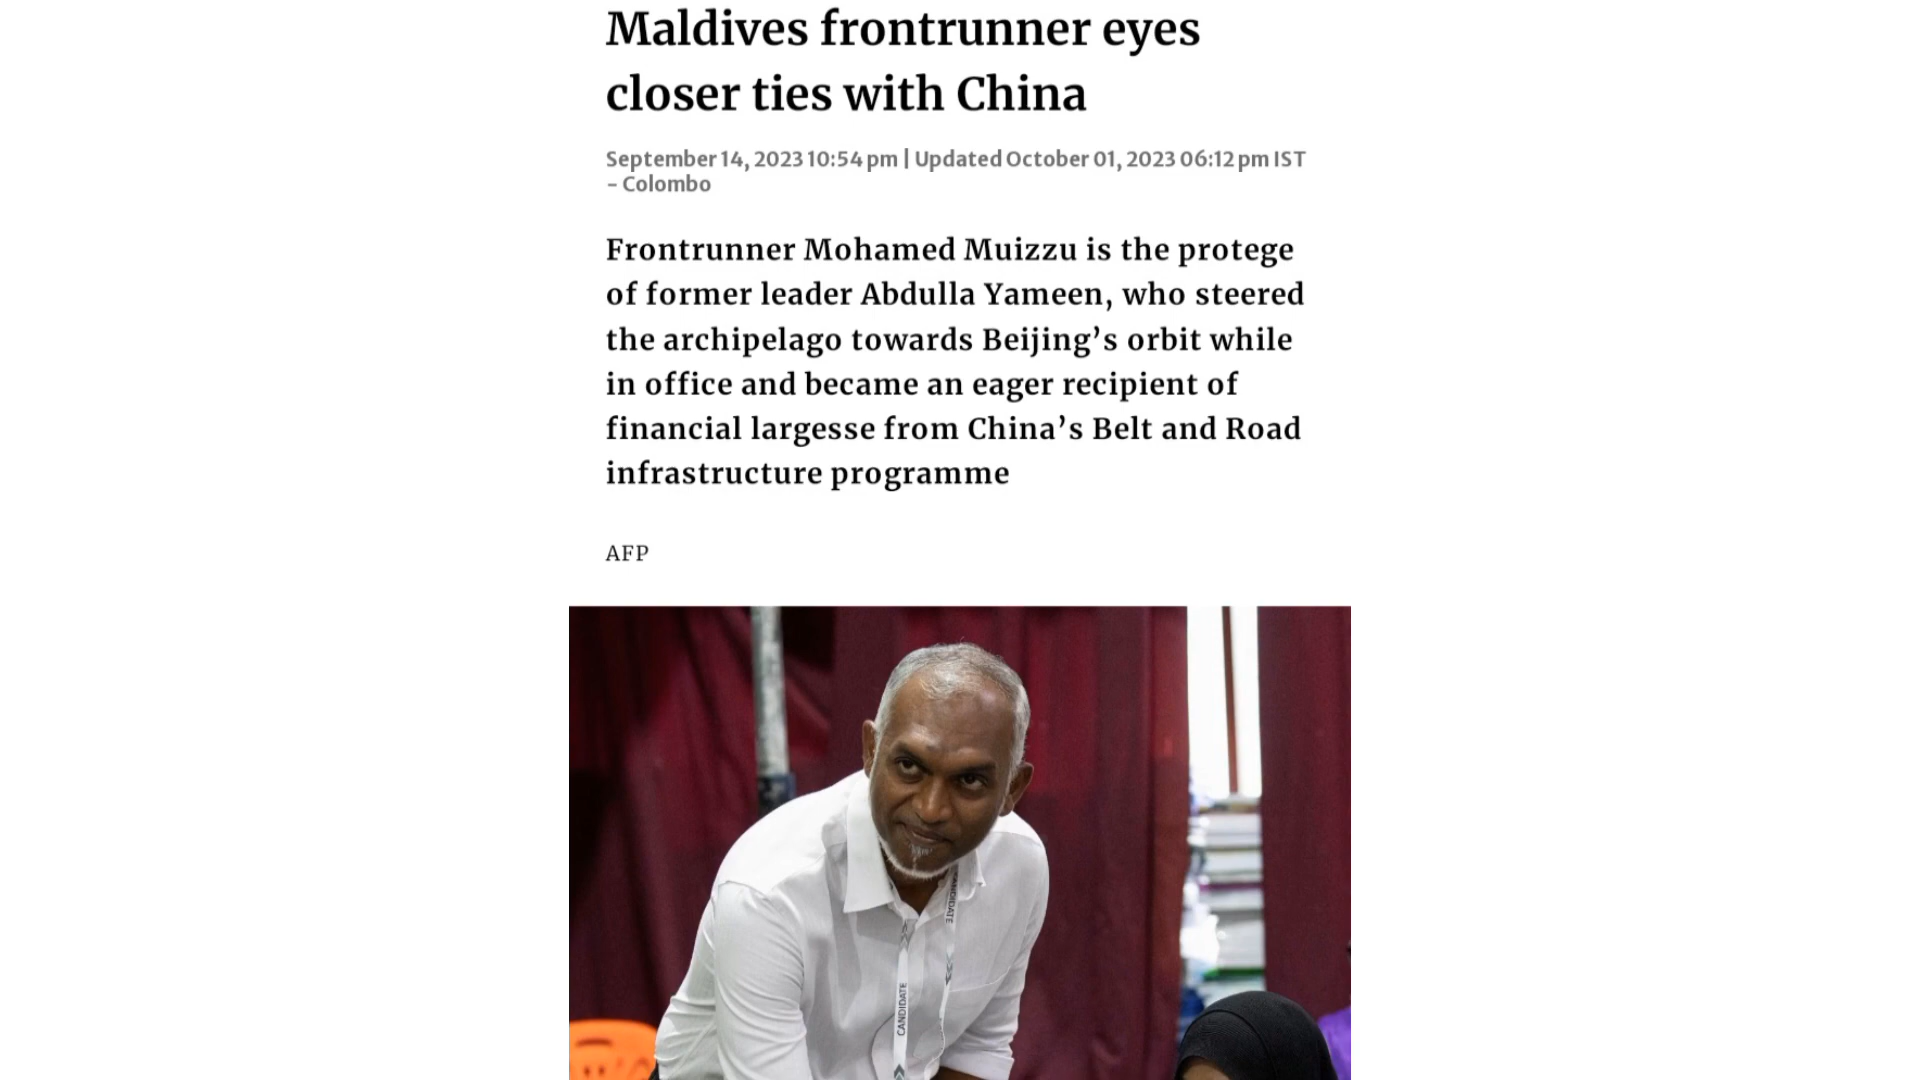 Maldives frontrunner eyes
closer ties with China
September 14, 2023 10:54 pm | Updated October 01, 2023 06:12 pm IST
- Colombo
Frontrunner Mohamed Muizzu is the protege
of former leader Abdulla Yameen, who steered
the archipelago towards Beijing’s orbit while
in office and became an eager recipient of
financial largesse from China’s Belt and Road
infrastructure programme
AFP
CANDIDATE
CANDIDATE